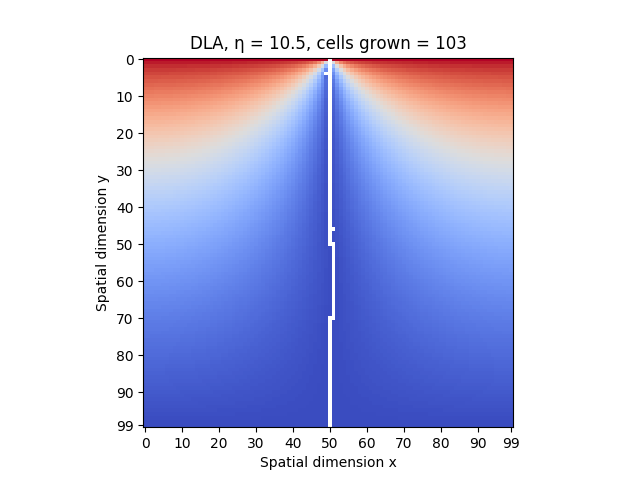 DLA, η = 10.5, cells grown = 103
Spatial dimension y
0
10
20
30
40
50
60
70
80
90
99
0 10 20 30 40 50 60 70 80 90 99
Spatial dimension x